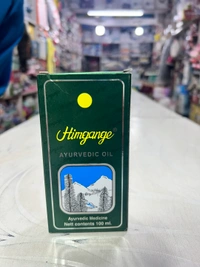 Himgange®
AYURVEDIC OIL
Ayurvedic Medicine
Nett contents 100 ml.